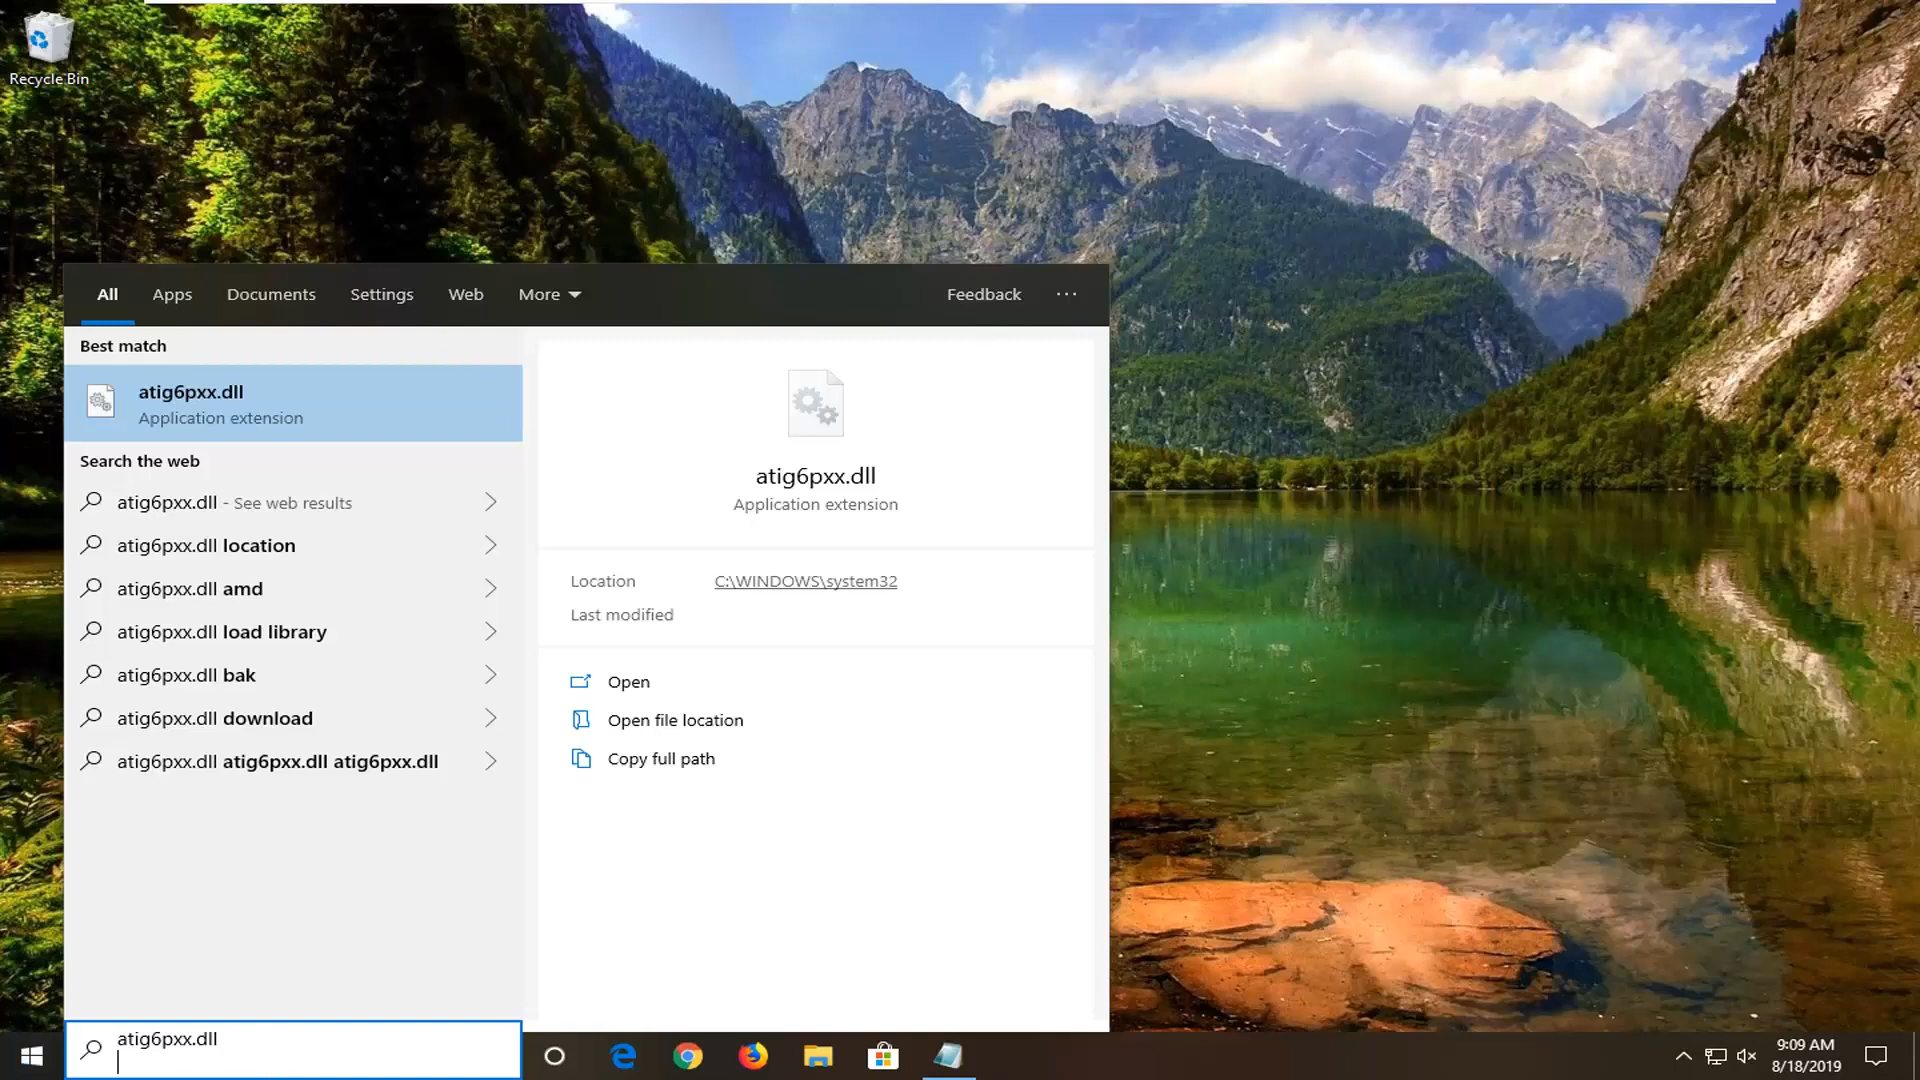 Recycle Bin
All
Apps
Documents
Settings
Web
More
Feedback
Best match
atig6pxx.dll
Application extension
Search the web
atig6pxx.dll - See web results
atig6pxx.dll location
atig6pxx.dll amd
atig6pxx.dll load library
atig6pxx.dll bak
atig6pxx.dll download
atig6pxx.dll atig6pxx.dll atig6pxx.dll
atig6pxx.dll
Application extension
Location C:\WINDOWS\system32
Last modified
Open
Open file location
Copy full path
atig6pxx.dll
9:09 AM
8/18/2019